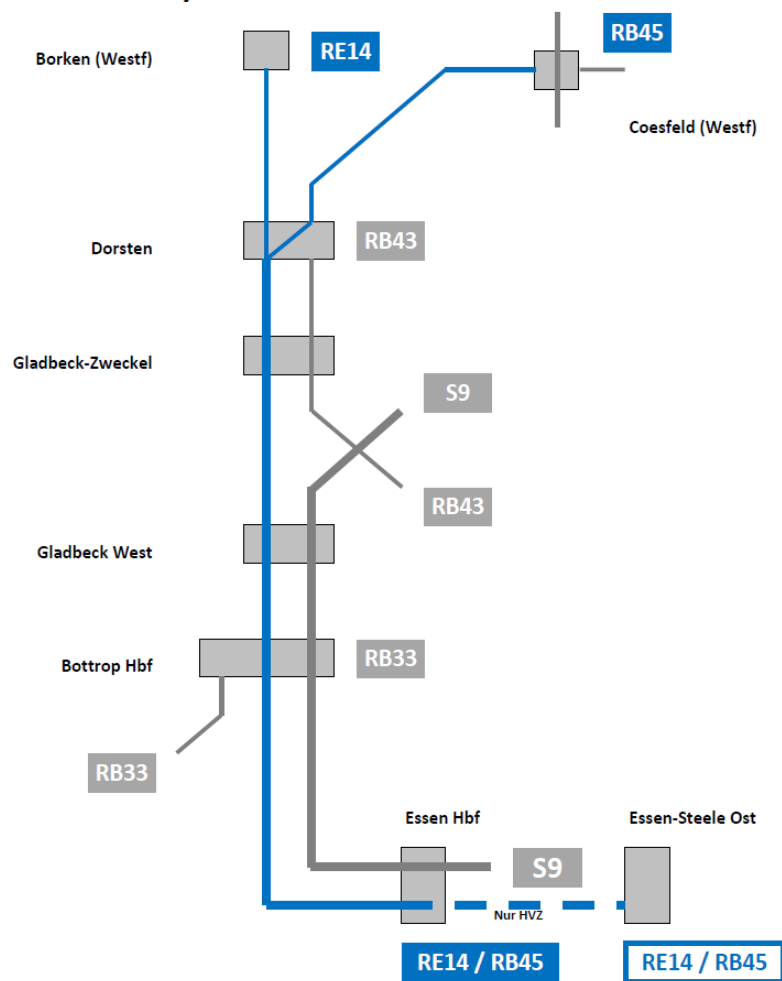 Borken (Westf)
RE14
RB45
Coesfeld (Westf)
Dorsten
RB43
Gladbeck-Zweckel
S9
RB43
Gladbeck West
Bottrop Hbf
RB33
RB33
Essen Hbf
Essen-Steele Ost
S9
Nur HVZ
RE14 / RB45
RE14 / RB45